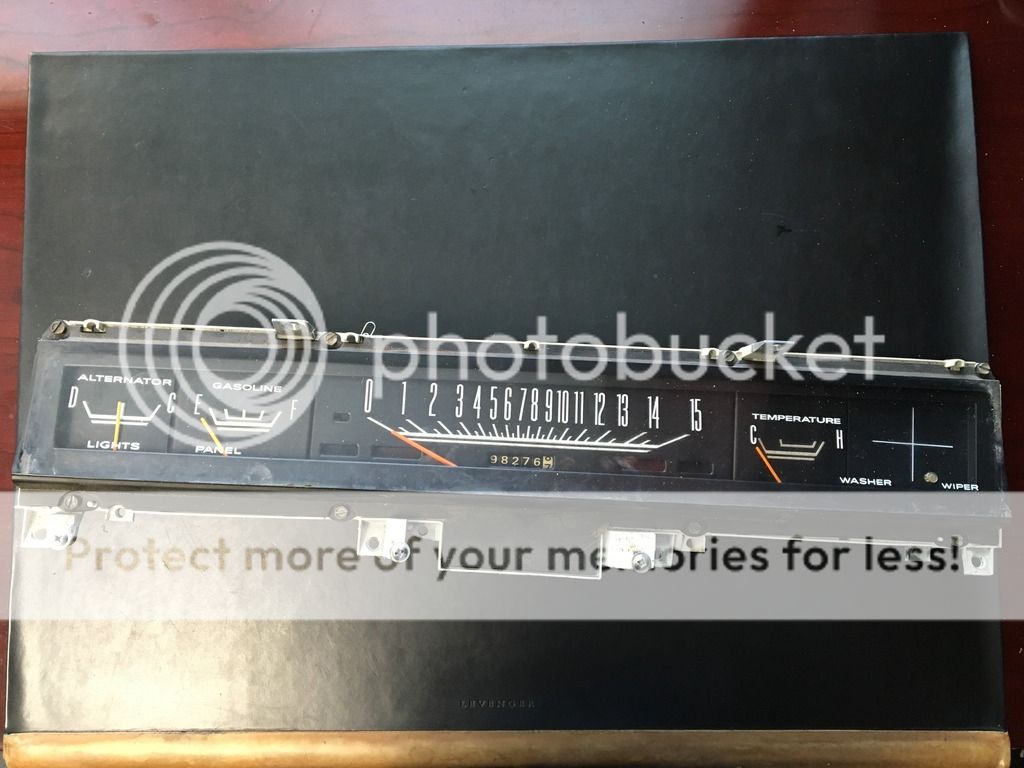 photobucket
ALTERNATOR
D C
LIGHTS
GASOLINE
E F
PANEL
0 1 2 3 4 5 6 7 8 9 10 11 12 13 14 15
98276
TEMPERATURE
C H
WASHER
WIPER
Protect more of your memories for less!
LEVENGER